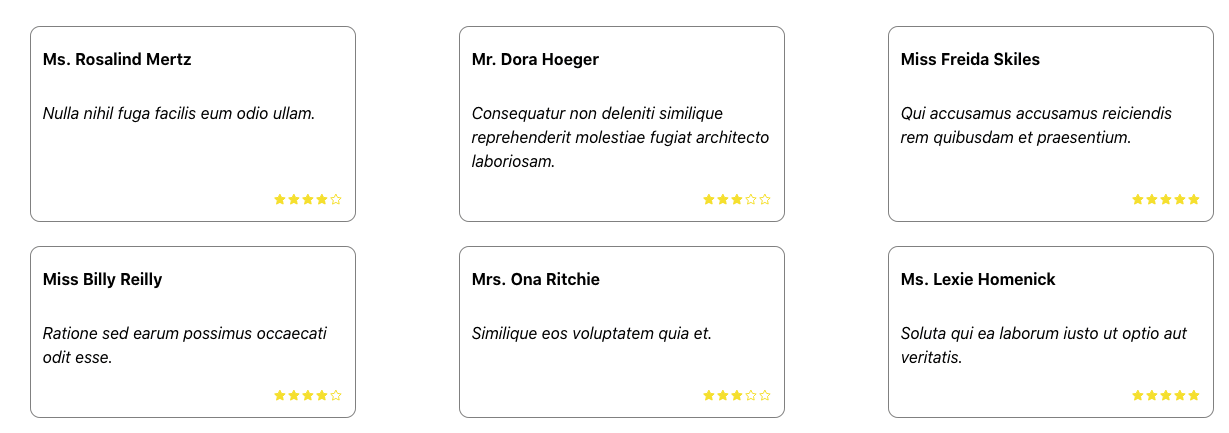 Ms. Rosalind Mertz
Nulla nihil fuga facilis eum odio ullam.
Mr. Dora Hoeger
Consequatur non deleniti similique
reprehenderit molestiae fugiat architecto
laboriosam.
Miss Freida Skiles
Qui accusamus accusamus reiciendis
rem quibusdam et praesentium.
Miss Billy Reilly
Ratione sed earum possimus occaecati
odit esse.
Mrs. Ona Ritchie
Similique eos voluptatem quia et.
Ms. Lexie Homenick
Soluta qui ea laborum iusto ut optio aut
veritatis.